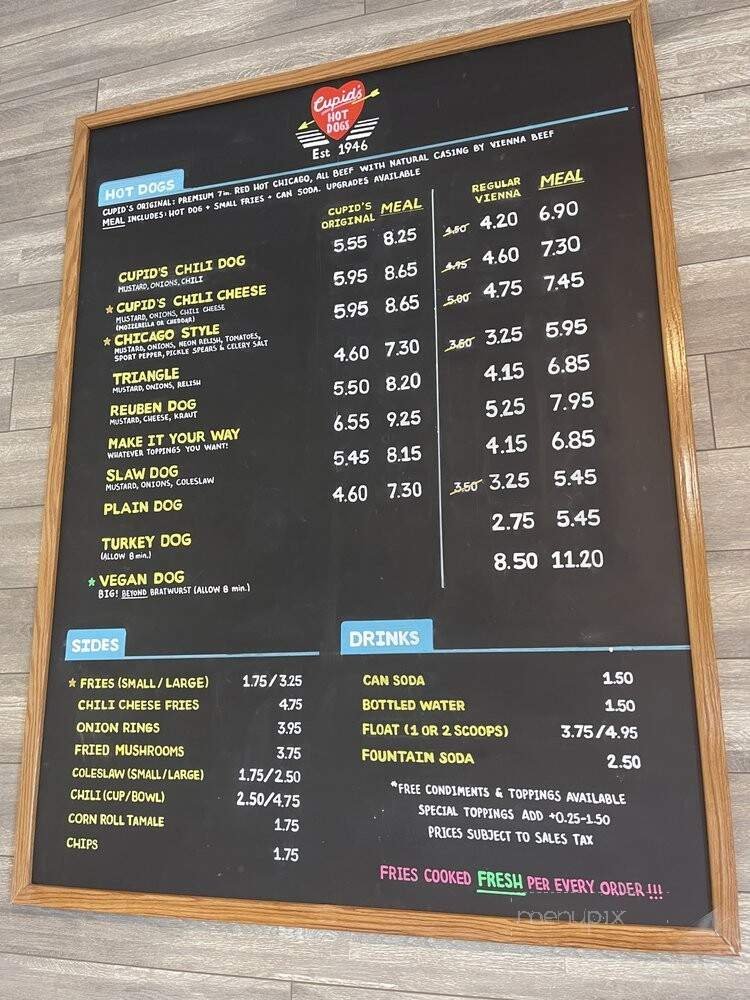 Cupid's
HOT
DOGS
Est 1946
HOT DOGS
CUPID'S ORIGINAL: PREMIUM 7in. RED HOT CHICAGO, ALL BEEF WITH NATURAL CASING BY VIENNA BEEF
MEAL INCLUDES: HOT DOG + SMALL FRIES + CAN SODA. UPGRADES AVAILABLE
CUPID'S ORIGINAL MEAL REGULAR VIENNA MEAL
CUPID'S CHILI DOG 5.55 8.25 3.50 4.20 6.90
MUSTARD, ONIONS, CHILI
★ CUPID'S CHILI CHEESE 5.95 8.65 3.95 4.60 7.30
MUSTARD, ONIONS, CHILI CHEESE
(MOZZERELLA OR CHEDDAR)
★ CHICAGO STYLE 5.95 8.65 5.00 4.75 7.45
MUSTARD, ONIONS, NEON RELISH, TOMATOES,
SPORT PEPPER, PICKLE SPEARS & CELERY SALT
TRIANGLE 4.60 7.30 3.50 3.25 5.95
MUSTARD, ONIONS, RELISH
REUBEN DOG 5.50 8.20 4.15 6.85
MUSTARD, CHEESE, KRAUT
MAKE IT YOUR WAY 6.55 9.25 5.25 7.95
WHATEVER TOPPINGS YOU WANT!
SLAW DOG 5.45 8.15 4.15 6.85
MUSTARD, ONIONS, COLESLAW
PLAIN DOG 4.60 7.30 3.50 3.25 5.45
TURKEY DOG 2.75 5.45
(ALLOW 8 min.)
★ VEGAN DOG 8.50 11.20
BIG! BEYOND BRATWURST (ALLOW 8 min.)
SIDES
★ FRIES (SMALL/LARGE) 1.75/3.25
CHILI CHEESE FRIES 4.75
ONION RINGS 3.95
FRIED MUSHROOMS 3.75
COLESLAW (SMALL/LARGE) 1.75/2.50
CHILI (CUP/BOWL) 2.50/4.75
CORN ROLL TAMALE 1.75
CHIPS 1.75
DRINKS
CAN SODA 1.50
BOTTLED WATER 1.50
FLOAT (1 OR 2 SCOOPS) 3.75/4.95
FOUNTAIN SODA 2.50
*FREE CONDIMENTS & TOPPINGS AVAILABLE
SPECIAL TOPPINGS ADD +0.25-1.50
PRICES SUBJECT TO SALES TAX
FRIES COOKED FRESH PER EVERY ORDER!!!
menupix